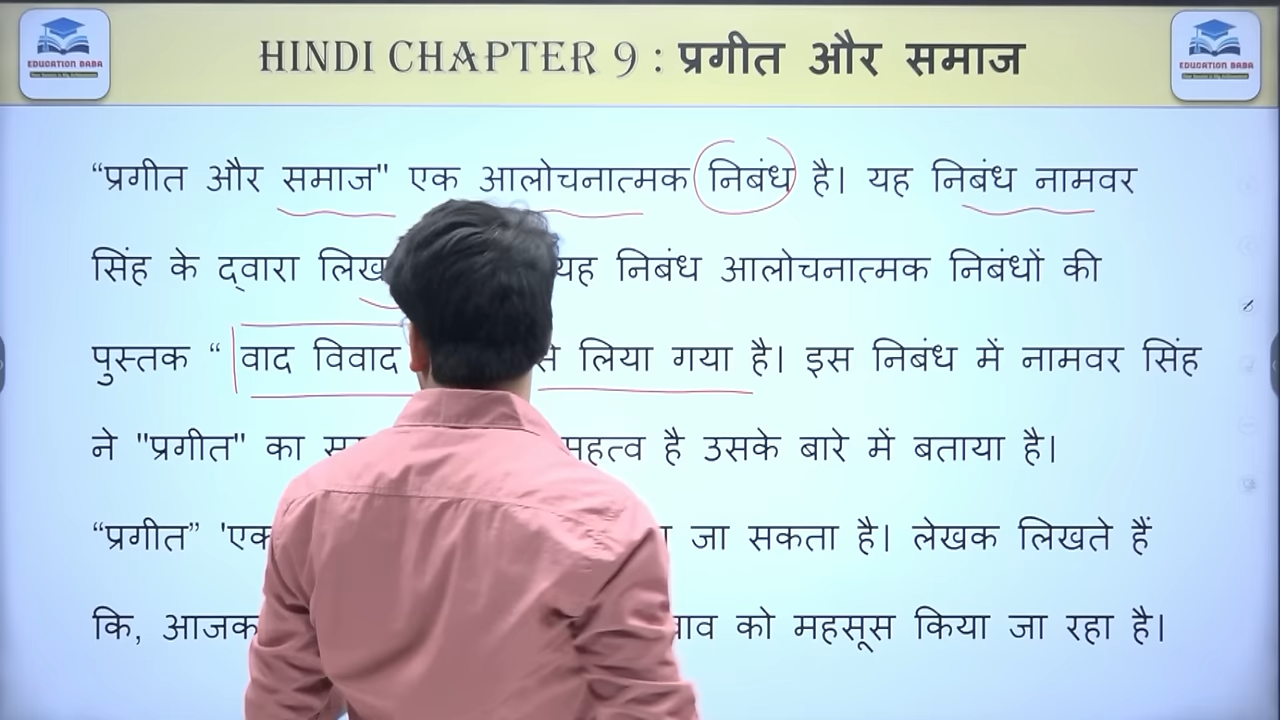 EDUCATION BABA
HINDI CHAPTER 9 : प्रगीत और समाज
EDUCATION BABA
“प्रगीत और समाज" एक आलोचनात्मक निबंध है। यह निबंध नामवर
सिंह के द्वारा यह निबंध आलोचनात्मक निबंधों की
पुस्तक “ वाद विवाद से लिया गया है। इस निबंध में नामवर सिंह
ने "प्रगीत" का महत्व है उसके बारे में बताया है।
“प्रगीत” 'एक जा सकता है। लेखक लिखते हैं
कि, को महसूस किया जा रहा है।